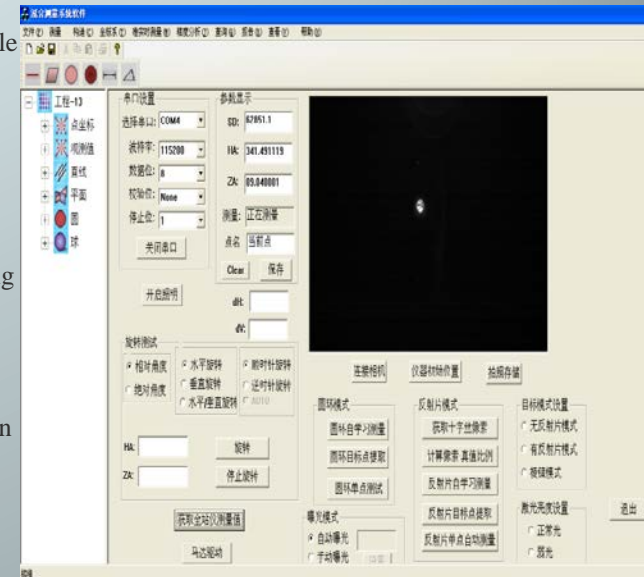 文件(F) 测量 构造(C) 坐标系(C) 准实时测量(R) 精度分析(P) 查询(Q) 报告(D) 查看(V) 帮助(H)
le
ng
n
工程-13
点坐标
观测值
直线
平面
圆
球
串口设置
选择串口: COM4
波特率: 115200
数据位: 8
校验位: None
停止位: 1
关闭串口
开启照明
参数显示
SD: 67851.1
HA: 341.491119
ZA: 89.040001
测量: 正在测量
点名 当前点
Clear 保存
dH:
dV:
旋转测试
相对角度
绝对角度
水平旋转
垂直旋转
水平/垂直旋转
顺时针旋转
逆时针旋转
AUTO
HA: 旋转
ZA: 停止旋转
获取全站仪测量值
马达驱动
连接相机 仪器初始位置 拍照存储
圆环模式
圆环自学习测量
圆环目标点提取
圆环单点测试
反射片模式
获取十字丝像素
计算像素 真值比例
反射片自学习测量
反射片目标点提取
反射片单点自动测量
目标模式设置
无反射片模式
有反射片模式
棱镜模式
曝光模式
自动曝光
手动曝光
激光亮度设置
正常光
弱光
退出